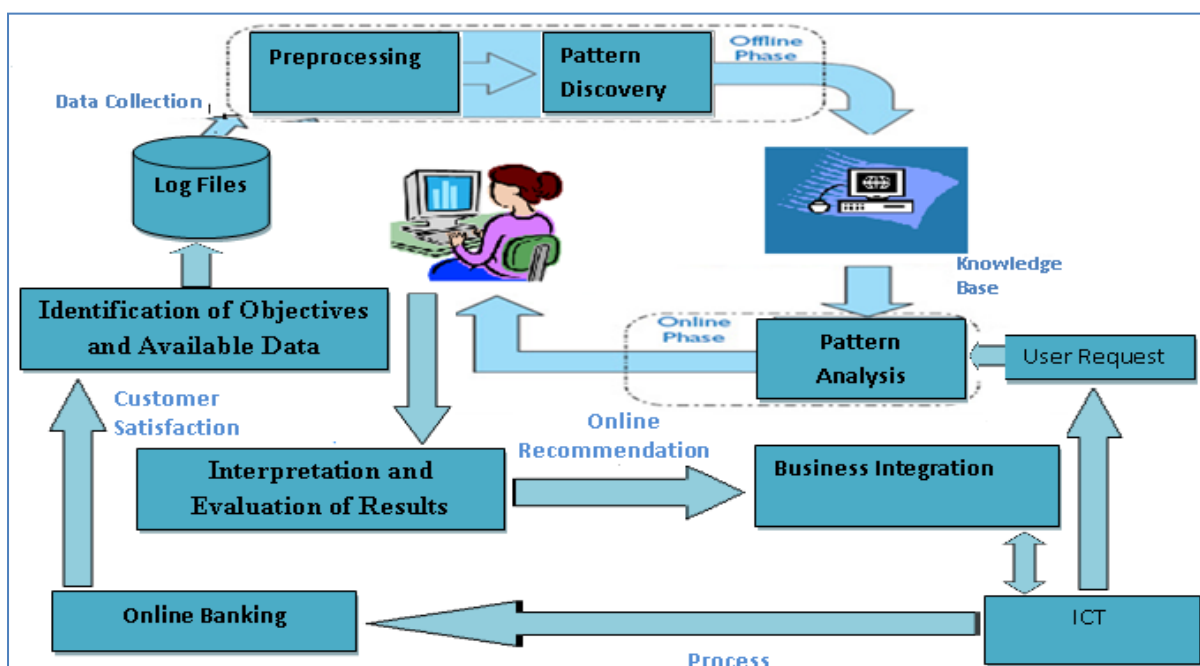 Preprocessing
Pattern
Discovery
Offline
Phase
Data Collection
Log Files
Knowledge
Base
Identification of Objectives
and Available Data
Online
Phase
Pattern
Analysis
User Request
Customer
Satisfaction
Online
Recommendation
Interpretation and
Evaluation of Results
Business Integration
Online Banking
ICT
Process